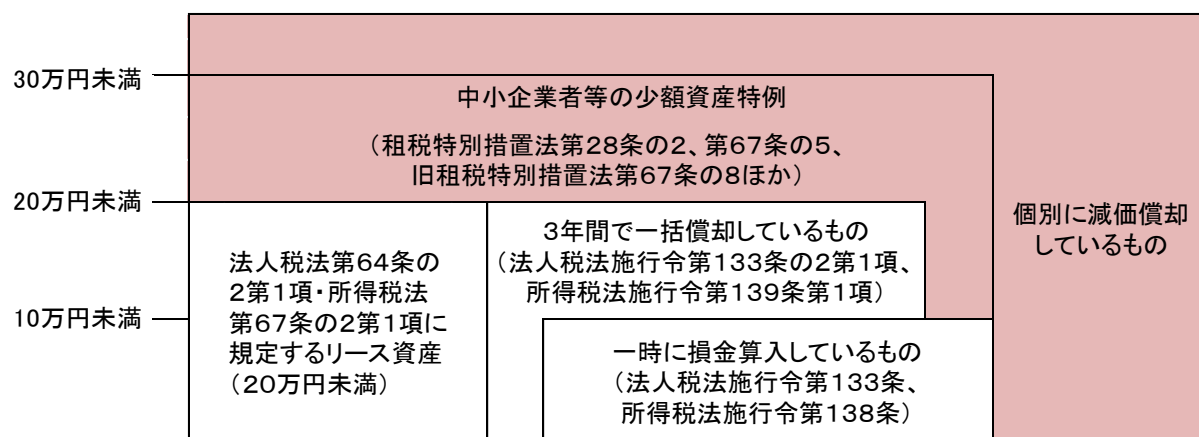 30万円未満
中小企業者等の少額資産特例
（租税特別措置法第28条の2、第67条の5、
旧租税特別措置法第67条の8ほか）
20万円未満
個別に減価償却
しているもの
法人税法第64条の
2第1項・所得税法
第67条の2第1項に
規定するリース資産
（20万円未満）
3年間で一括償却しているもの
（法人税法施行令第133条の2第1項、
所得税法施行令第139条第1項）
10万円未満
一時に損金算入しているもの
（法人税法施行令第133条、
所得税法施行令第138条）